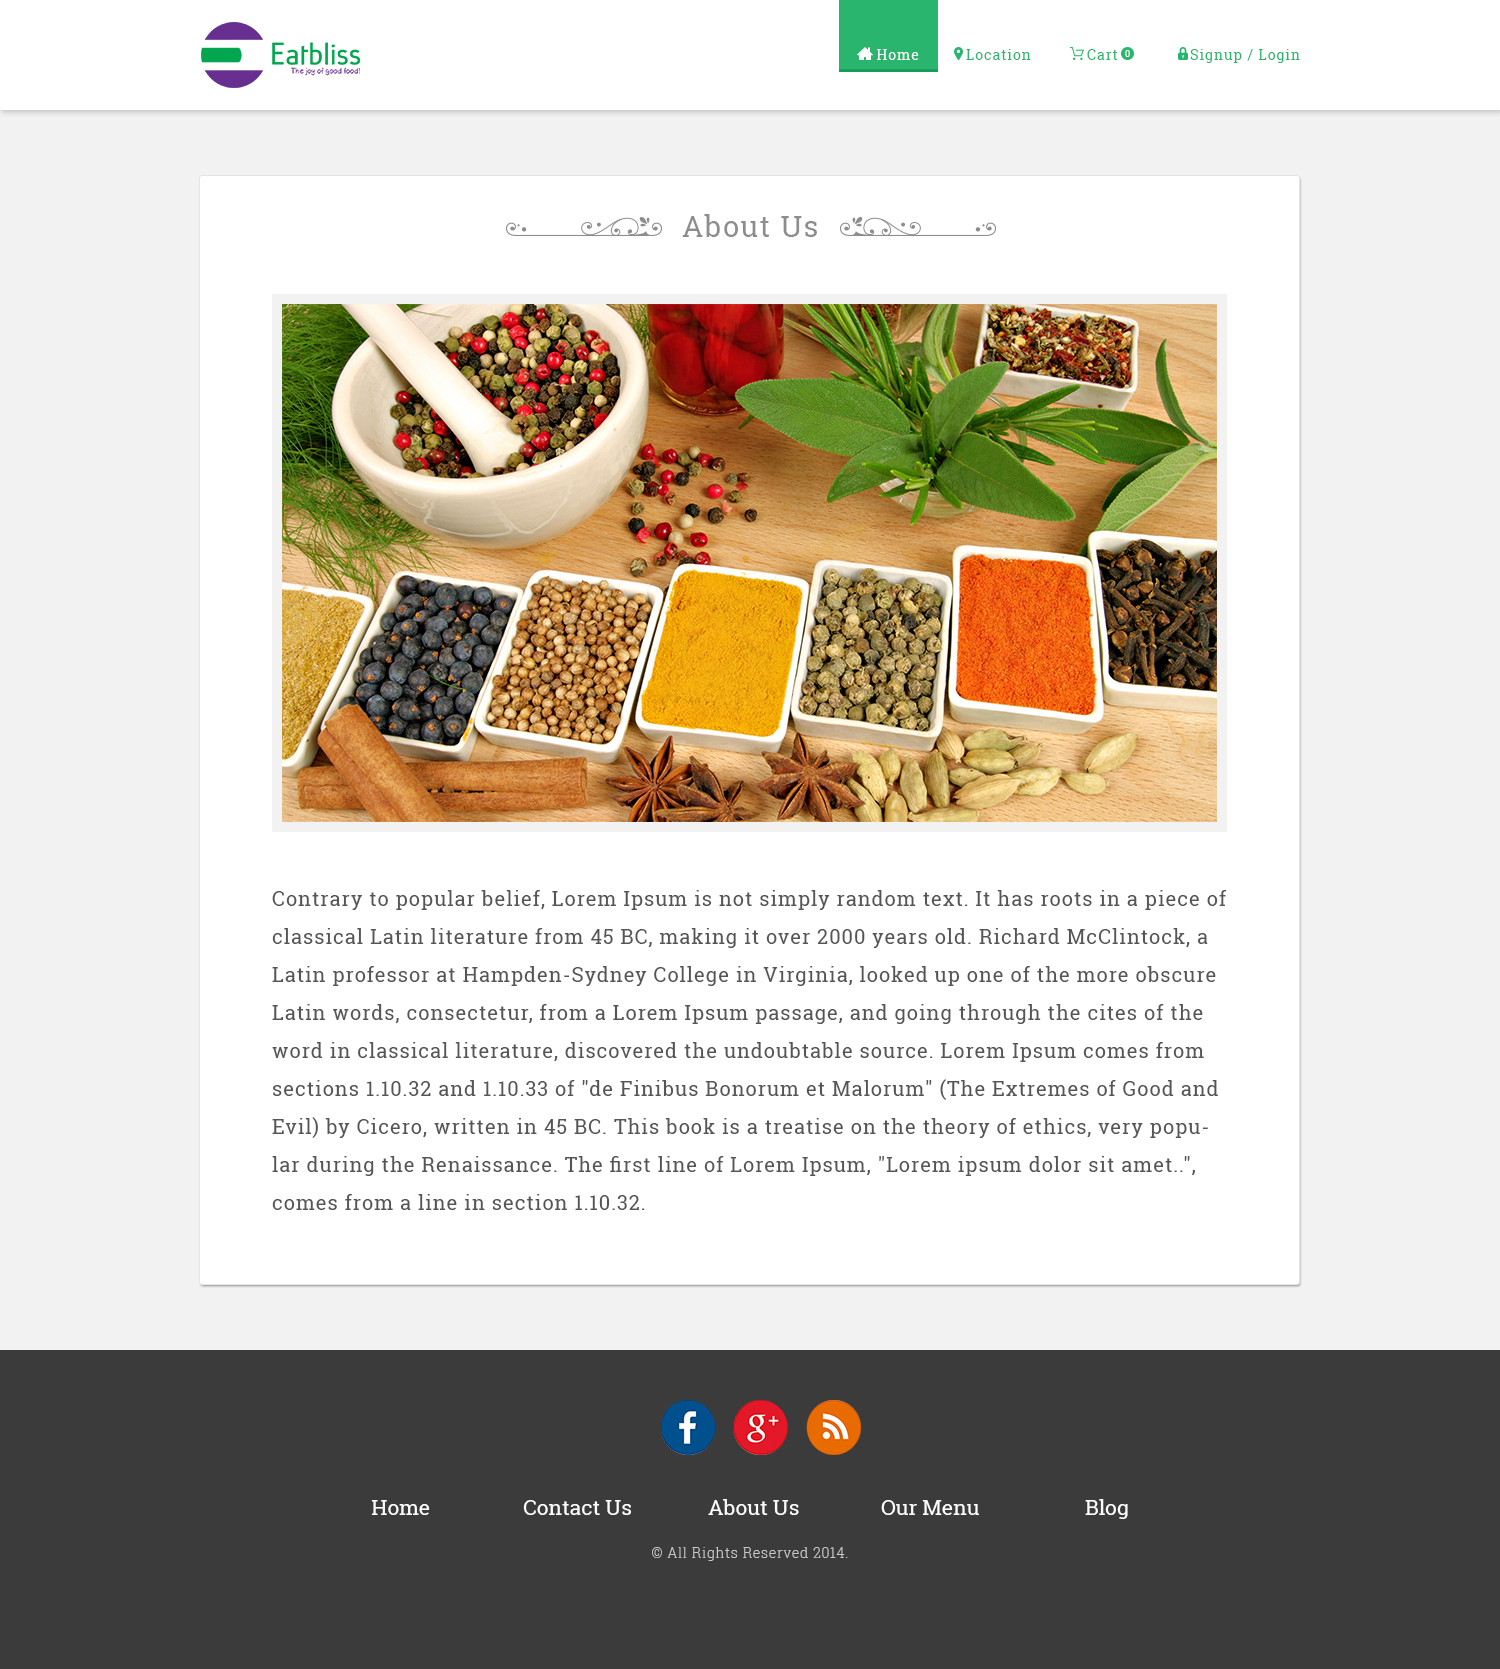 Eatbliss
The joy of good food!
Home Location Cart 0 Signup / Login
About Us
Contrary to popular belief, Lorem Ipsum is not simply random text. It has roots in a piece of
classical Latin literature from 45 BC, making it over 2000 years old. Richard McClintock, a
Latin professor at Hampden-Sydney College in Virginia, looked up one of the more obscure
Latin words, consectetur, from a Lorem Ipsum passage, and going through the cites of the
word in classical literature, discovered the undoubtable source. Lorem Ipsum comes from
sections 1.10.32 and 1.10.33 of "de Finibus Bonorum et Malorum" (The Extremes of Good and
Evil) by Cicero, written in 45 BC. This book is a treatise on the theory of ethics, very popu-
lar during the Renaissance. The first line of Lorem Ipsum, "Lorem ipsum dolor sit amet..",
comes from a line in section 1.10.32.
f g+
Home Contact Us About Us Our Menu Blog
© All Rights Reserved 2014.